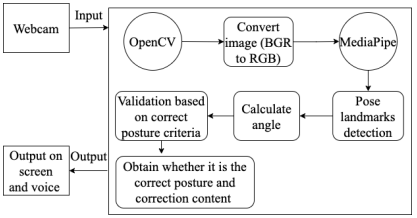 Webcam
Input
OpenCV
Convert
image (BGR
to RGB)
MediaPipe
Pose
landmarks
detection
Calculate
angle
Validation based
on correct
posture criteria
Obtain whether it is the
correct posture and
correction content
Output
Output on
screen
and voice